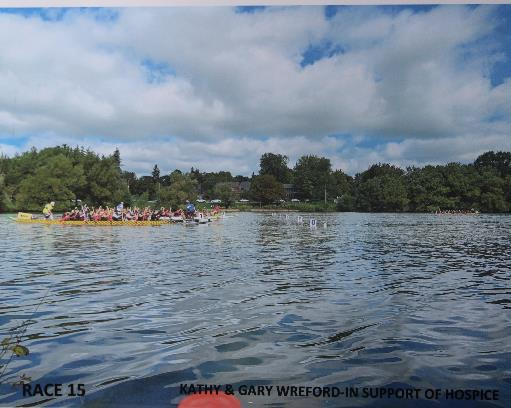 RACE 15 KATHY & GARY WREFORD-IN SUPPORT OF HOSPICE